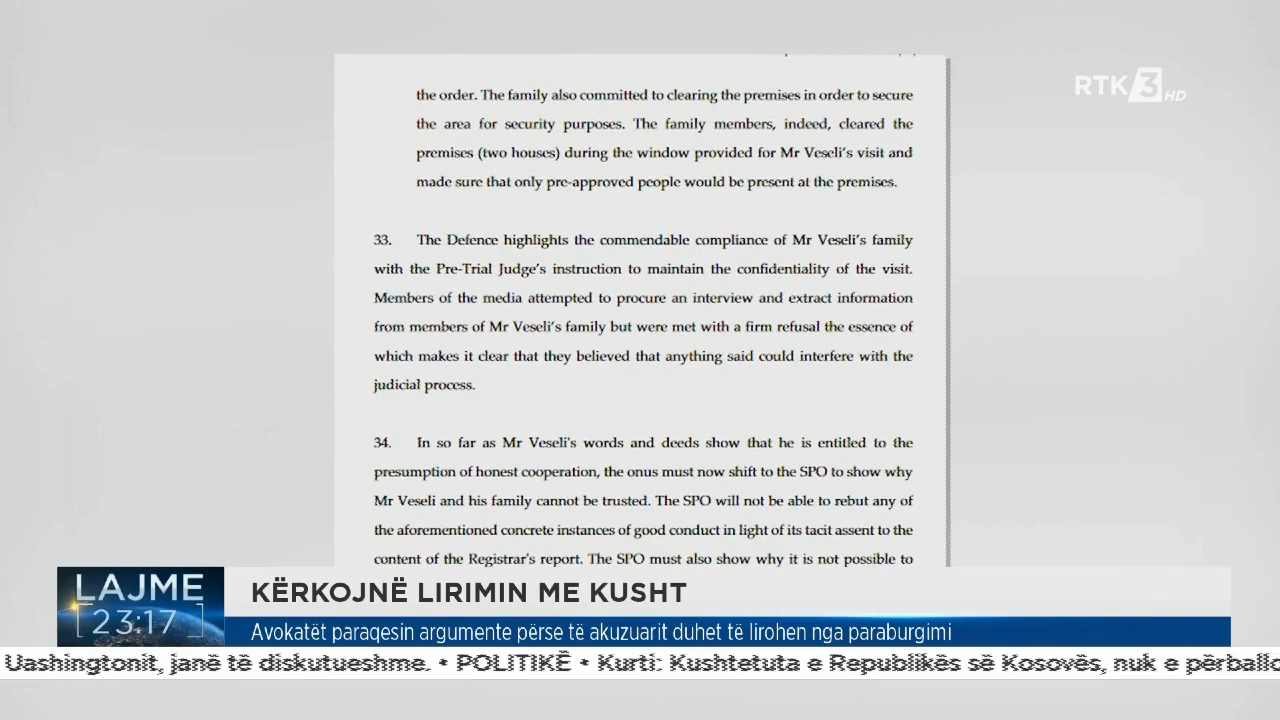 the order. The family also committed to clearing the premises in order to secure
the area for security purposes. The family members, indeed, cleared the
premises (two houses) during the window provided for Mr Veseli's visit and
made sure that only pre-approved people would be present at the premises.
33. The Defence highlights the commendable compliance of Mr Veseli's family
with the Pre-Trial Judge's instruction to maintain the confidentiality of the visit.
Members of the media attempted to procure an interview and extract information
from members of Mr Veseli's family but were met with a firm refusal the essence of
which makes it clear that they believed that anything said could interfere with the
judicial process.
34. In so far as Mr Veseli's words and deeds show that he is entitled to the
presumption of honest cooperation, the onus must now shift to the SPO to show why
Mr Veseli and his family cannot be trusted. The SPO will not be able to rebut any of
the aforementioned concrete instances of good conduct in light of its tacit assent to the
content of the Registrar's report. The SPO must also show why it is not possible to
RTK 3 HD
LAJME
23:17
KËRKOJNË LIRIMIN ME KUSHT
Avokatët paraqesin argumente përse të akuzuarit duhet të lirohen nga paraburgimi
Uashingtonit, janë të diskutueshme. • POLITIKË • Kurti: Kushtetuta e Republikës së Kosovës, nuk e përballo